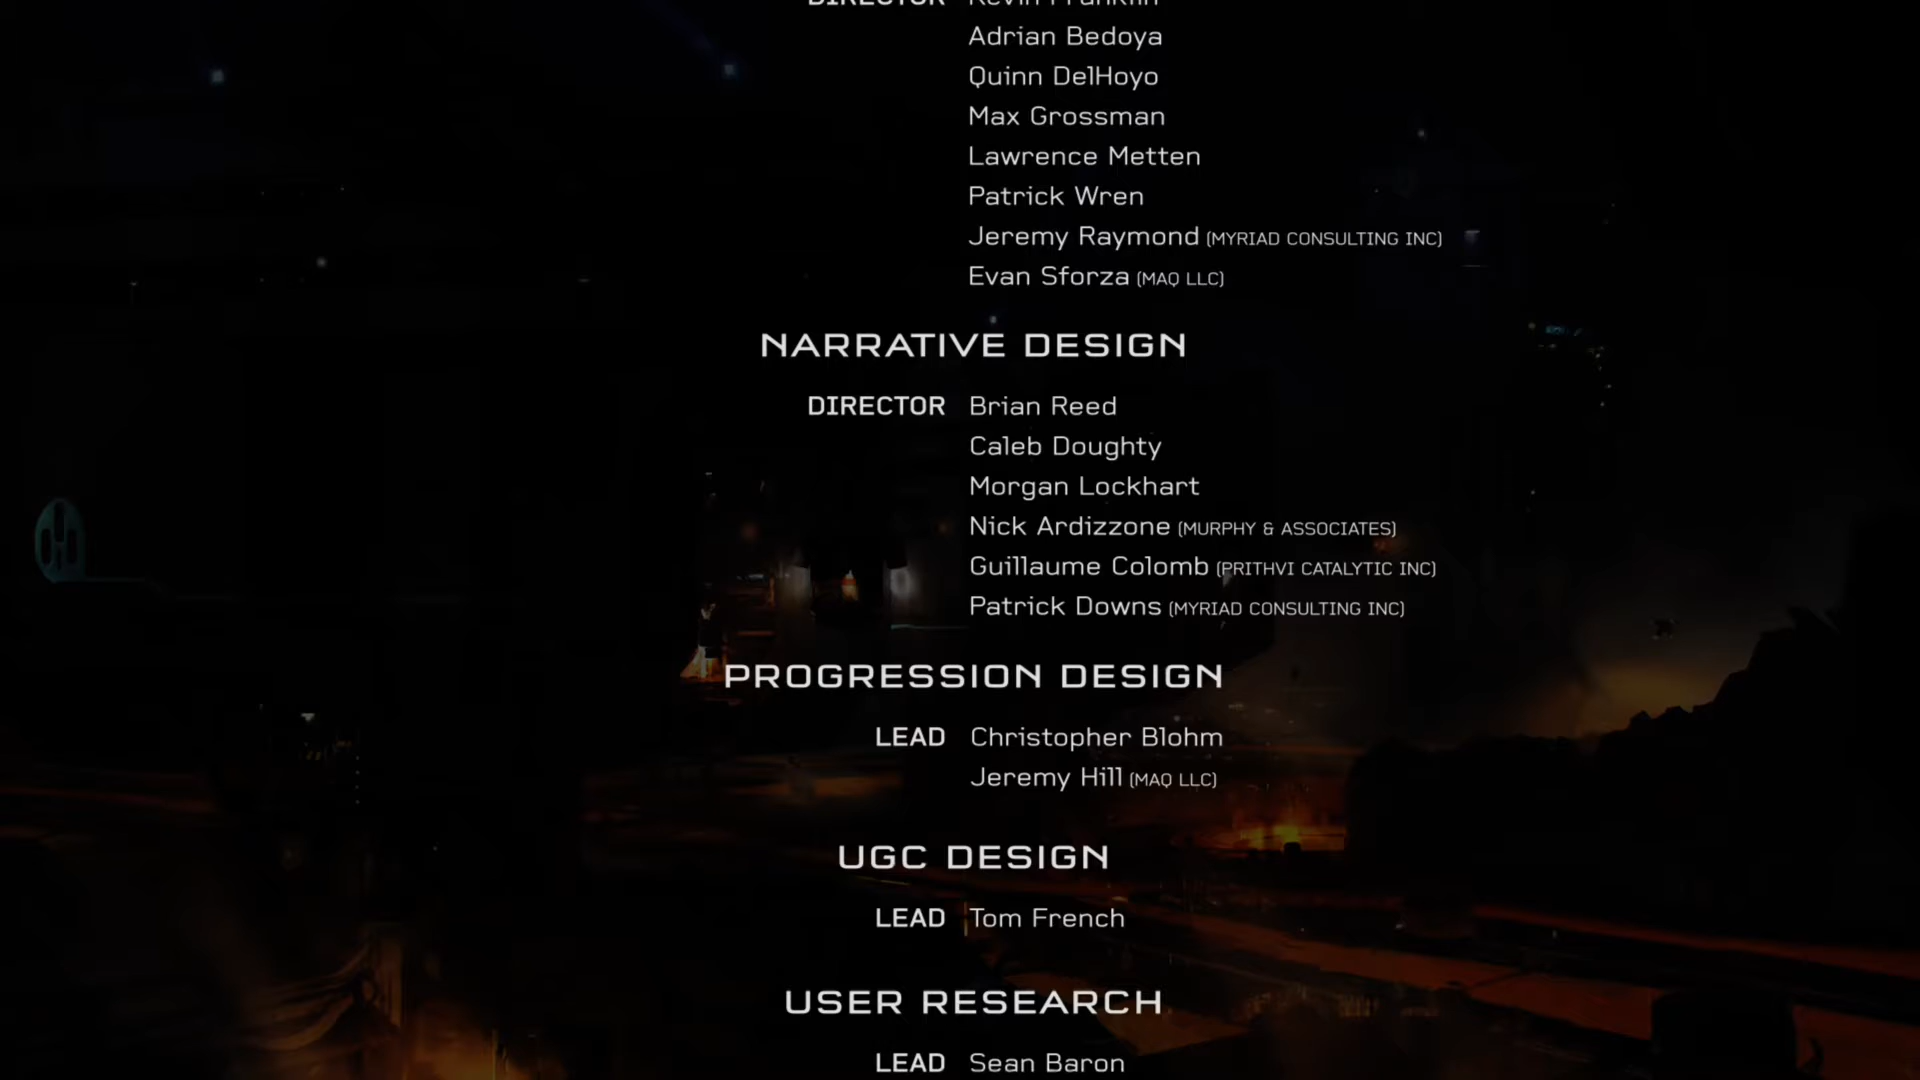 DIRECTOR Kevin Franklin
Adrian Bedoya
Quinn DelHoyo
Max Grossman
Lawrence Metten
Patrick Wren
Jeremy Raymond (MYRIAD CONSULTING INC)
Evan Sforza (MAQ LLC)
NARRATIVE DESIGN
DIRECTOR Brian Reed
Caleb Doughty
Morgan Lockhart
Nick Ardizzone (MURPHY & ASSOCIATES)
Guillaume Colomb (PRITHVI CATALYTIC INC)
Patrick Downs (MYRIAD CONSULTING INC)
PROGRESSION DESIGN
LEAD Christopher Blohm
Jeremy Hill (MAQ LLC)
UGC DESIGN
LEAD Tom French
USER RESEARCH
LEAD Sean Baron